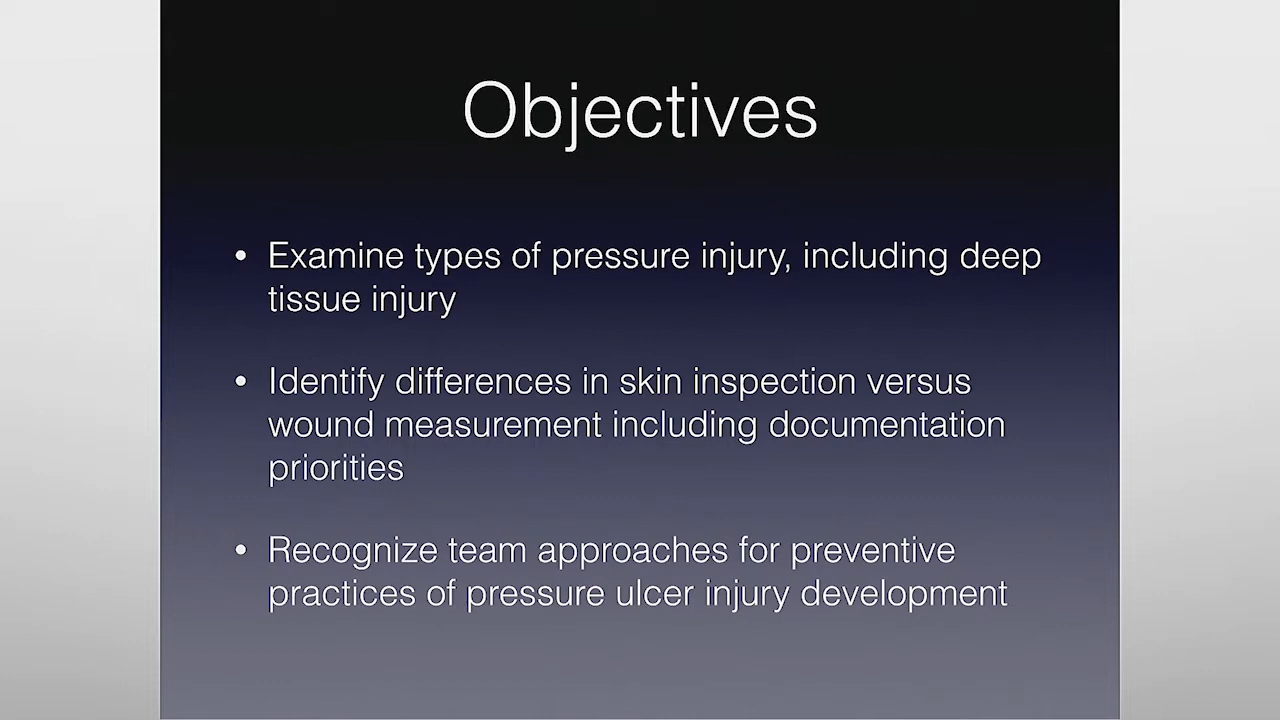 Objectives
• Examine types of pressure injury, including deep
tissue injury
• Identify differences in skin inspection versus
wound measurement including documentation
priorities
• Recognize team approaches for preventive
practices of pressure ulcer injury development